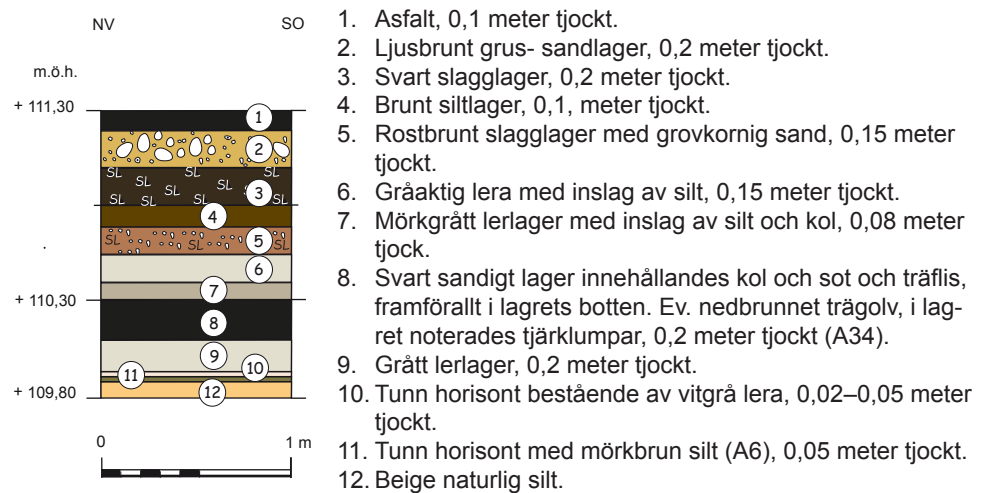 NV SO
m.ö.h.
+ 111,30
1
2
SL SL
SL SL SL
SL SL 3
SL SL SL
4
SL SL SL 5
6
7
+ 110,30
8
9
11 10
12
+ 109,80
0 1 m
1. Asfalt, 0,1 meter tjockt.
2. Ljusbrunt grus- sandlager, 0,2 meter tjockt.
3. Svart slagglager, 0,2 meter tjockt.
4. Brunt siltlager, 0,1, meter tjockt.
5. Rostbrunt slagglager med grovkornig sand, 0,15 meter
tjockt.
6. Gråaktig lera med inslag av silt, 0,15 meter tjockt.
7. Mörkgrått lerlager med inslag av silt och kol, 0,08 meter
tjock.
8. Svart sandigt lager innehållandes kol och sot och träflis,
framförallt i lagrets botten. Ev. nedbrunnet trägolv, i lag-
ret noterades tjärklumpar, 0,2 meter tjockt (A34).
9. Grått lerlager, 0,2 meter tjockt.
10. Tunn horisont bestående av vitgrå lera, 0,02–0,05 meter
tjockt.
11. Tunn horisont med mörkbrun silt (A6), 0,05 meter tjockt.
12. Beige naturlig silt.